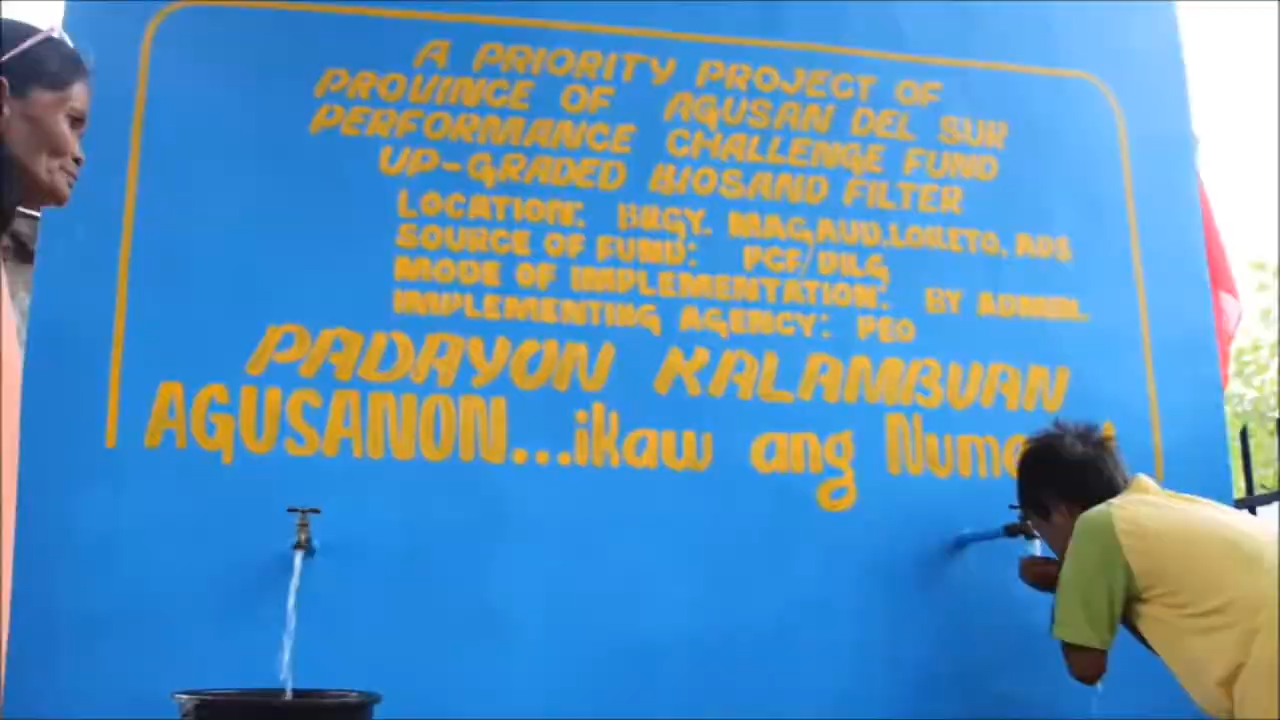 A PRIORITY PROJECT OF
PROVINCE OF AGUSAN DEL SUR
PERFORMANCE CHALLENGE FUND
UP-GRADED BIOSAND FILTER
LOCATION: BRGY. MAGAUD, LORETO, ADS
SOURCE OF FUND: PCF/DILG
MODE OF IMPLEMENTATION: BY ADMIN.
IMPLEMENTING AGENCY: PEO
PADAYON KALAMBUAN
AGUSANON...ikaw ang